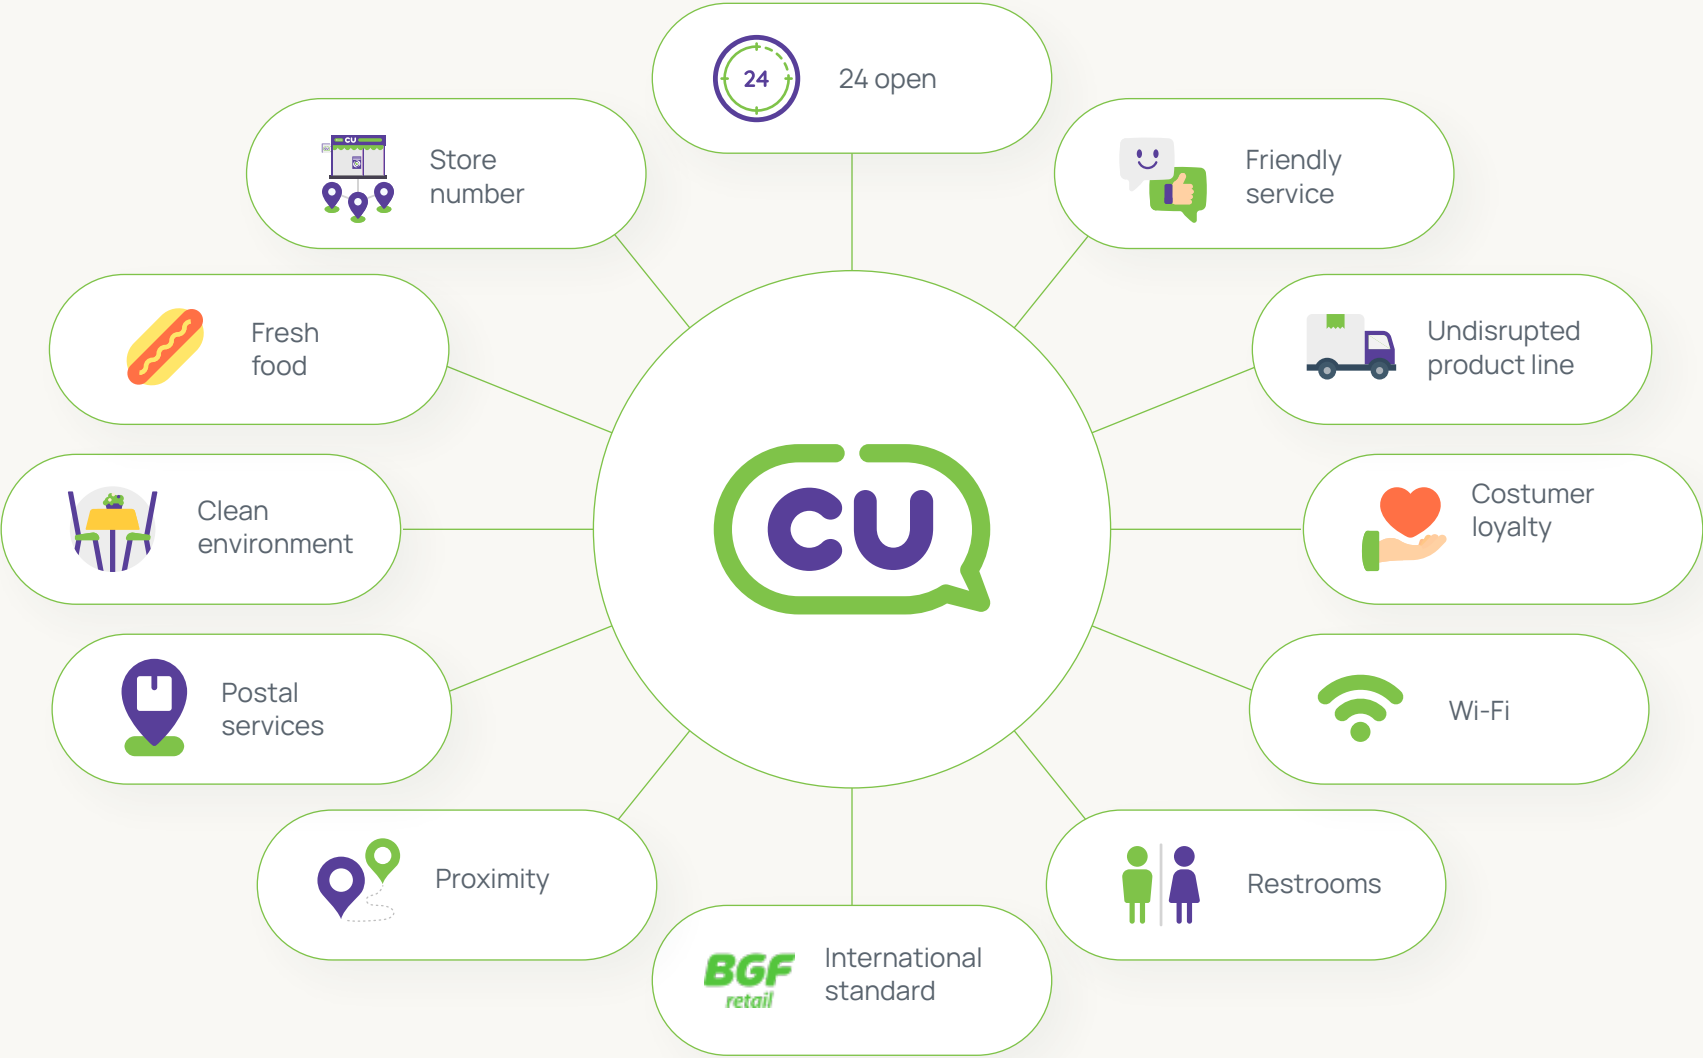 24
24 open
CU
Store
number
Friendly
service
Fresh
food
Undisrupted
product line
Clean
environment
CU
Costumer
loyalty
Postal
services
Wi-Fi
Proximity
Restrooms
BGF
retail
International
standard